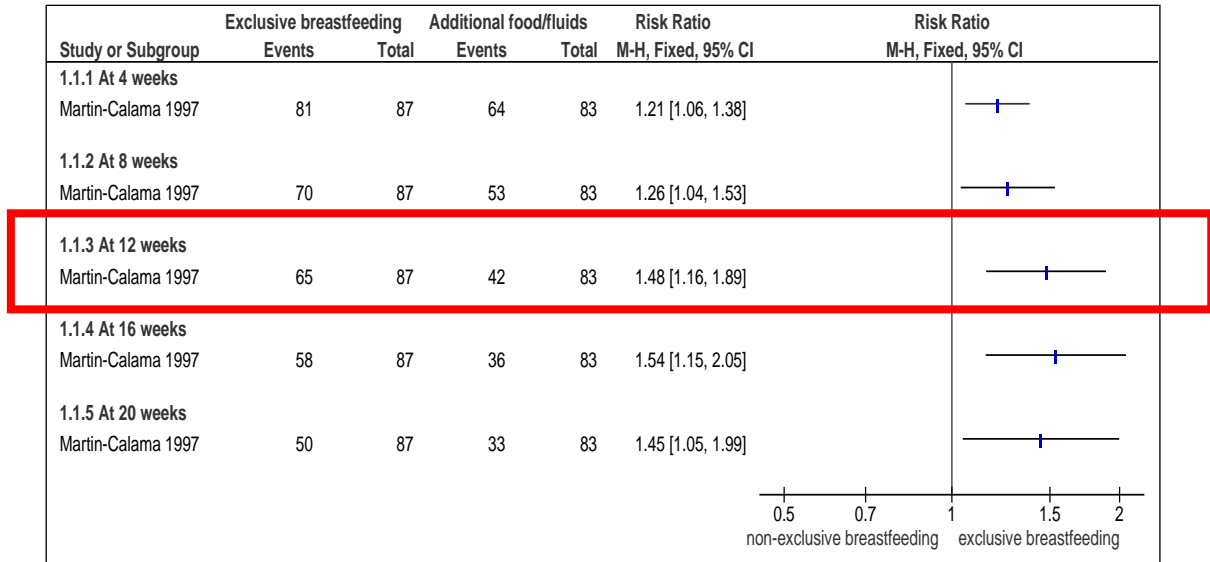 Exclusive breastfeeding Additional food/fluids Risk Ratio Risk Ratio
Study or Subgroup Events Total Events Total M-H, Fixed, 95% CI M-H, Fixed, 95% CI
1.1.1 At 4 weeks
Martin-Calama 1997 81 87 64 83 1.21 [1.06, 1.38]
1.1.2 At 8 weeks
Martin-Calama 1997 70 87 53 83 1.26 [1.04, 1.53]
1.1.3 At 12 weeks
Martin-Calama 1997 65 87 42 83 1.48 [1.16, 1.89]
1.1.4 At 16 weeks
Martin-Calama 1997 58 87 36 83 1.54 [1.15, 2.05]
1.1.5 At 20 weeks
Martin-Calama 1997 50 87 33 83 1.45 [1.05, 1.99]
0.5 0.7 1 1.5 2
non-exclusive breastfeeding exclusive breastfeeding